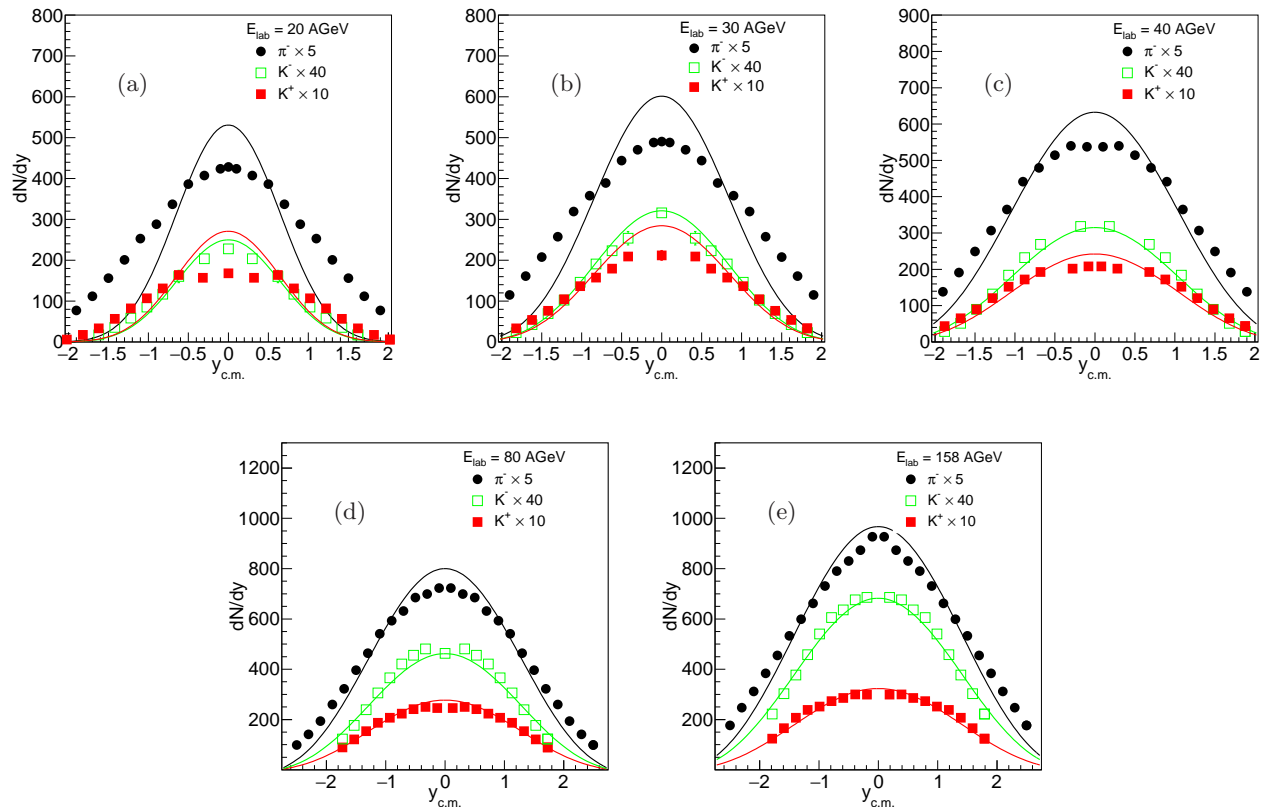 E_lab = 20 AGeV
π⁻ × 5
K⁻ × 40
K⁺ × 10
(a)
dN/dy
800
700
600
500
400
300
200
100
0
−2 −1.5 −1 −0.5 0 0.5 1 1.5 2
y_c.m.
E_lab = 30 AGeV
π⁻ × 5
K⁻ × 40
K⁺ × 10
(b)
dN/dy
800
700
600
500
400
300
200
100
0
−2 −1.5 −1 −0.5 0 0.5 1 1.5 2
y_c.m.
E_lab = 40 AGeV
π⁻ × 5
K⁻ × 40
K⁺ × 10
(c)
dN/dy
900
800
700
600
500
400
300
200
100
0
−2 −1.5 −1 −0.5 0 0.5 1 1.5 2
y_c.m.
E_lab = 80 AGeV
π⁻ × 5
K⁻ × 40
K⁺ × 10
(d)
dN/dy
1200
1000
800
600
400
200
−2 −1 0 1 2
y_c.m.
E_lab = 158 AGeV
π⁻ × 5
K⁻ × 40
K⁺ × 10
(e)
dN/dy
1200
1000
800
600
400
200
−2 −1 0 1 2
y_c.m.